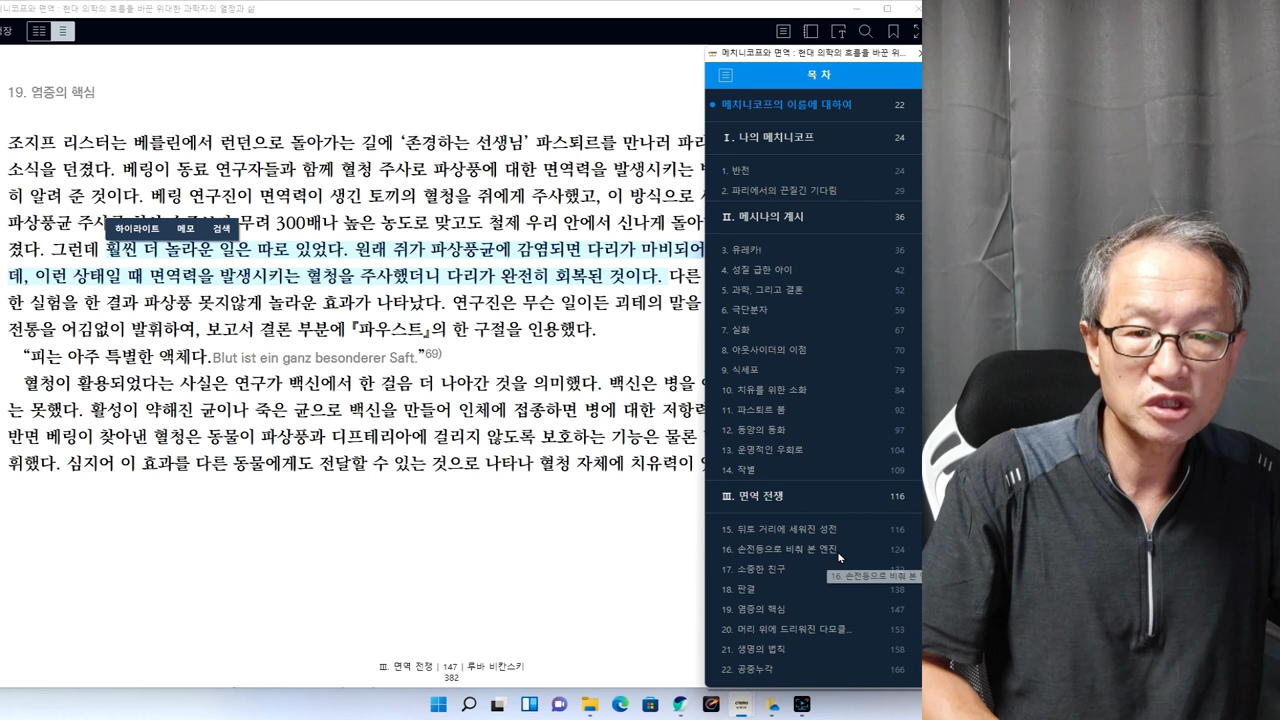 니코프와 면역 : 현대 의학의 흐름을 바꾼 위대한 과학자의 열정과 삶
19. 염증의 핵심
조지프 리스터는 베를린에서 런던으로 돌아가는 길에 ‘존경하는 선생님’ 파스퇴르를 만나러 파리
소식을 던졌다. 베링이 동료 연구자들과 함께 혈청 주사로 파상풍에 대한 면역력을 발생시키는
히 알려 준 것이다. 베링 연구진이 면역력이 생긴 토끼의 혈청을 쥐에게 주사했고, 이 방식으로
파상풍균 주사 무려 300배나 높은 농도로 맞고도 철제 우리 안에서 신나게 돌아
하이라이트 메모 검색
졌다. 그런데 훨씬 더 놀라운 일은 따로 있었다. 원래 쥐가 파상풍균에 감염되면 다리가 마비되어
데, 이런 상태일 때 면역력을 발생시키는 혈청을 주사했더니 다리가 완전히 회복된 것이다. 다른
한 실험을 한 결과 파상풍 못지않게 놀라운 효과가 나타났다. 연구진은 무슨 일이든 괴테의 말을
전통을 어김없이 발휘하여, 보고서 결론 부분에 『파우스트』의 한 구절을 인용했다.
“피는 아주 특별한 액체다.Blut ist ein ganz besonderer Saft.”69)
혈청이 활용되었다는 사실은 연구가 백신에서 한 걸음 더 나아간 것을 의미했다. 백신은 병을
는 못했다. 활성이 약해진 균이나 죽은 균으로 백신을 만들어 인체에 접종하면 병에 대한 저항력
반면 베링이 찾아낸 혈청은 동물이 파상풍과 디프테리아에 걸리지 않도록 보호하는 기능은 물론
휘했다. 심지어 이 효과를 다른 동물에게도 전달할 수 있는 것으로 나타나 혈청 자체에 치유력이
Ⅲ. 면역 전쟁 | 147 | 루바 비칸스키
382
메치니코프와 면역 : 현대 의학의 흐름을 바꾼 위...
목 차
메치니코프의 이름에 대하여 22
Ⅰ. 나의 메치니코프 24
1. 반전 24
2. 파리에서의 끈질긴 기다림 29
Ⅱ. 메시나의 계시 36
3. 유레카! 36
4. 성질 급한 아이 42
5. 과학, 그리고 결혼 52
6. 극단분자 59
7. 실화 67
8. 아웃사이더의 이점 70
9. 식세포 79
10. 치유를 위한 소화 84
11. 파스퇴르 붐 92
12. 동양의 동화 97
13. 운명적인 우회로 104
14. 작별 109
Ⅲ. 면역 전쟁 116
15. 뒤토 거리에 세워진 성전 116
16. 손전등으로 비춰 본 엔진 124
17. 소중한 친구
16. 손전등으로 비춰 본
18. 판결 138
19. 염증의 핵심 147
20. 머리 위에 드리워진 다모클... 153
21. 생명의 법칙 158
22. 공중누각 166